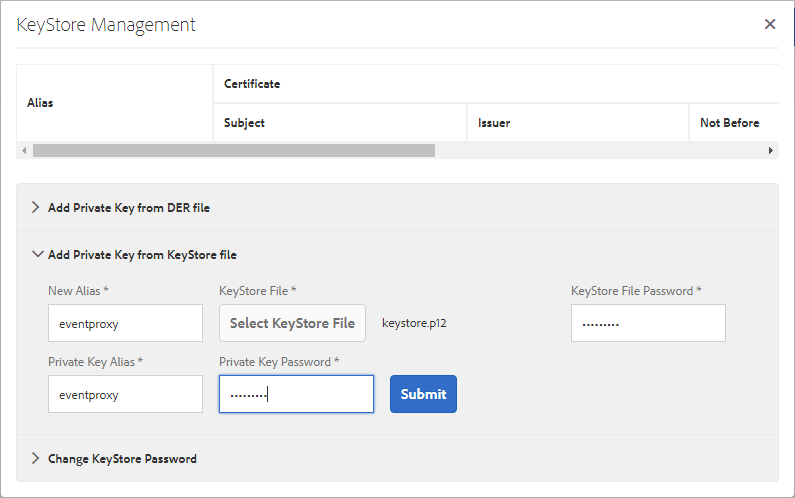 KeyStore Management
Alias
Certificate
Subject Issuer Not Before
Add Private Key from DER file
Add Private Key from KeyStore file
New Alias * KeyStore File * KeyStore File Password *
eventproxy Select KeyStore File keystore.p12 •••••••••
Private Key Alias * Private Key Password *
eventproxy ••••••••• Submit
Change KeyStore Password